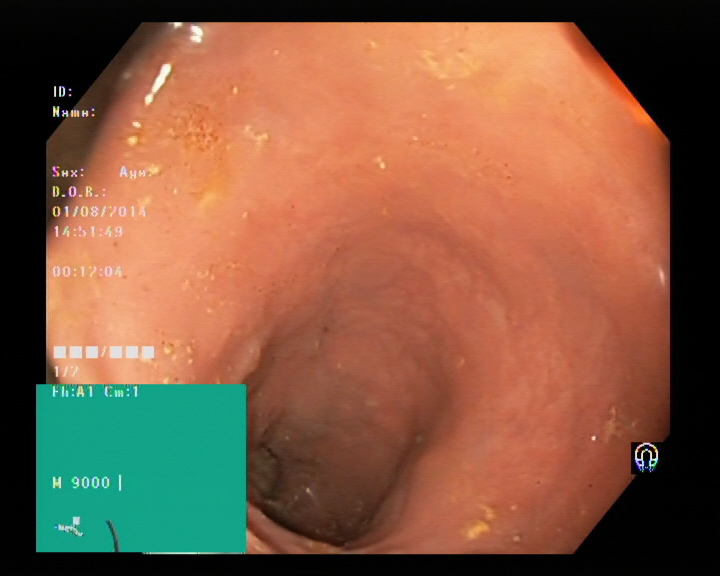 ID:
Name:
Sex: Age:
D.O.B.:
01/08/2014
14:51:49
00:12:04
■■■/■■■
1/2
Eh:A1 Cm:1
M 9000